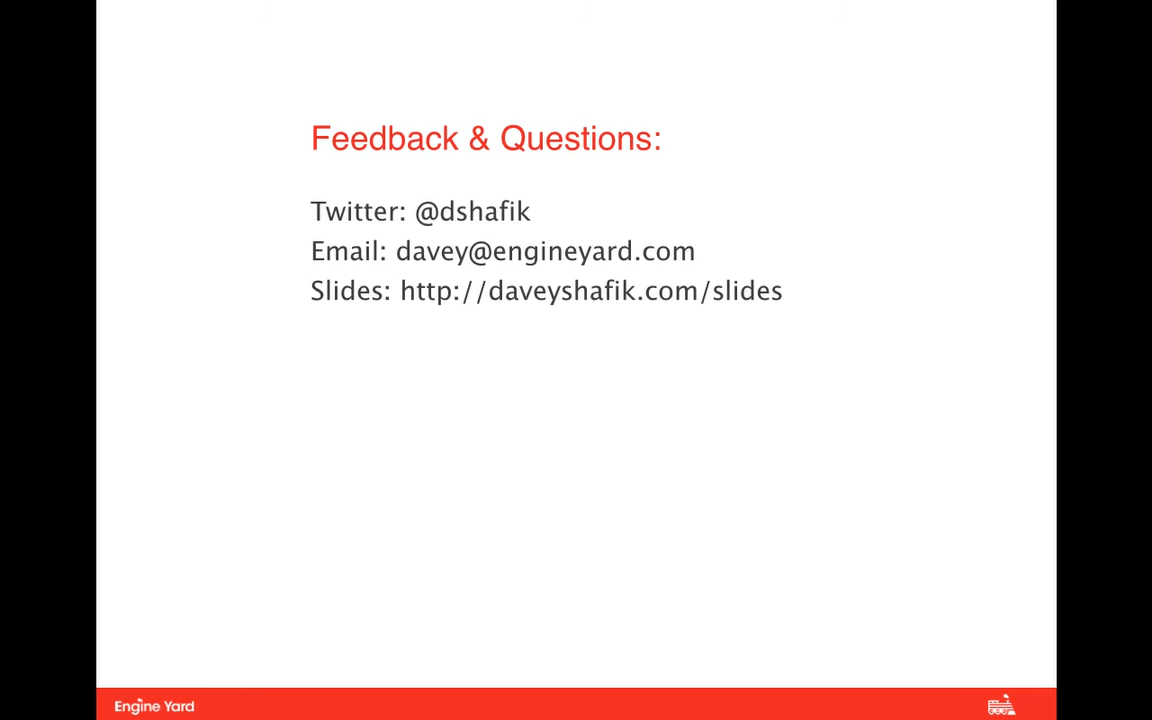 Feedback & Questions:
Twitter: @dshafik
Email: davey@engineyard.com
Slides: http://daveyshafik.com/slides
Engine Yard